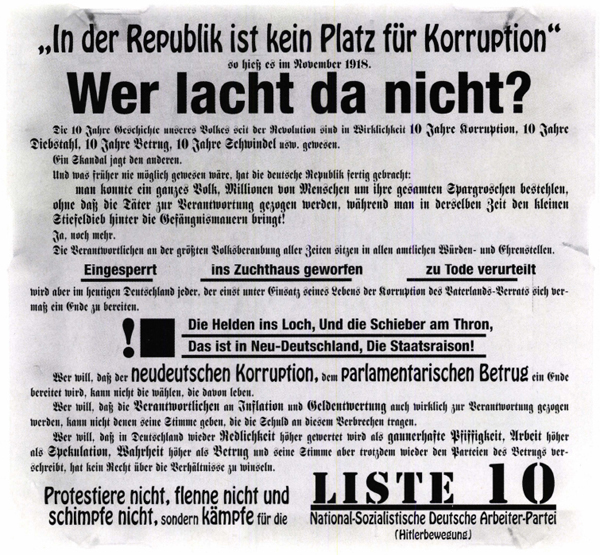 „In der Republik ist kein Platz für Korruption“
so hieß es im November 1918.
Wer lacht da nicht?
Die 10 Jahre Geschichte unseres Volkes seit der Revolution sind in Wirklichkeit 10 Jahre Korruption, 10 Jahre
Diebstahl, 10 Jahre Betrug, 10 Jahre Schwindel usw. gewesen.
Ein Skandal jagt den anderen.
Und was früher nie möglich gewesen wäre, hat die deutsche Republik fertig gebracht:
man konnte ein ganzes Volk, Millionen von Menschen um ihre gesamten Spargroschen bestehlen,
ohne daß die Täter zur Verantwortung gezogen werden, während man in derselben Zeit den kleinen
Stiefeldieb hinter die Gefängnismauern bringt!
Ja, noch mehr.
Die Verantwortlichen an der größten Volksberaubung aller Zeiten sitzen in allen amtlichen Würden- und Ehrenstellen.
Eingesperrt ins Zuchthaus geworfen zu Tode verurteilt
wird aber im heutigen Deutschland jeder, der einst unter Einsatz seines Lebens der Korruption des Vaterlands-Verrats sich ver-
maß ein Ende zu bereiten.
! Die Helden ins Loch, Und die Schieber am Thron,
Das ist in Neu-Deutschland, Die Staatsraison!
Wer will, daß der neudeutschen Korruption, dem parlamentarischen Betrug ein Ende
bereitet wird, kann nicht die wählen, die davon leben.
Wer will, daß die Verantwortlichen an Inflation und Geldentwertung auch wirklich zur Verantwortung gezogen
werden, kann nicht denen seine Stimme geben, die die Schuld an diesem Verbrechen tragen.
Wer will, daß in Deutschland wieder Redlichkeit höher gewertet wird als gaunerhafte Pfiffigkeit, Arbeit höher
als Spekulation, Wahrheit höher als Betrug und seine Stimme aber trotzdem wieder den Parteien des Betrugs ver-
schreibt, hat kein Recht über die Verhältnisse zu winseln.
Protestiere nicht, flenne nicht und
schimpfe nicht, sondern kämpfe für die
LISTE 10
National-Sozialistische Deutsche Arbeiter-Partei
(Hitlerbewegung)